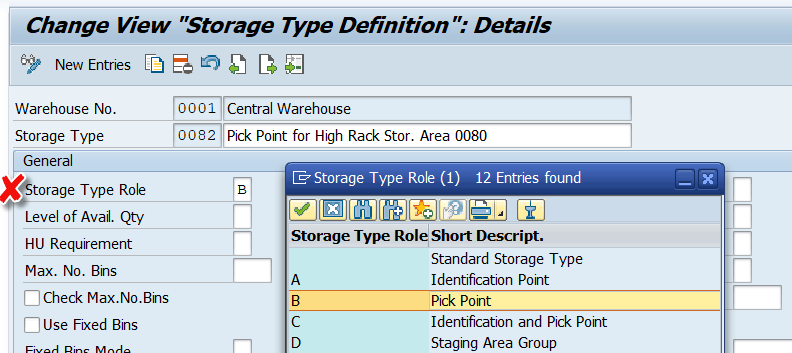 Change View "Storage Type Definition": Details
New Entries
Warehouse No. 0001 Central Warehouse
Storage Type 0082 Pick Point for High Rack Stor. Area 0080
General
Storage Type Role B
Level of Avail. Qty
HU Requirement
Max. No. Bins
Check Max.No.Bins
Use Fixed Bins
Fixed Bins Mode
Storage Type Role (1) 12 Entries found
Storage Type Role Short Descript.
Standard Storage Type
A Identification Point
B Pick Point
C Identification and Pick Point
D Staging Area Group